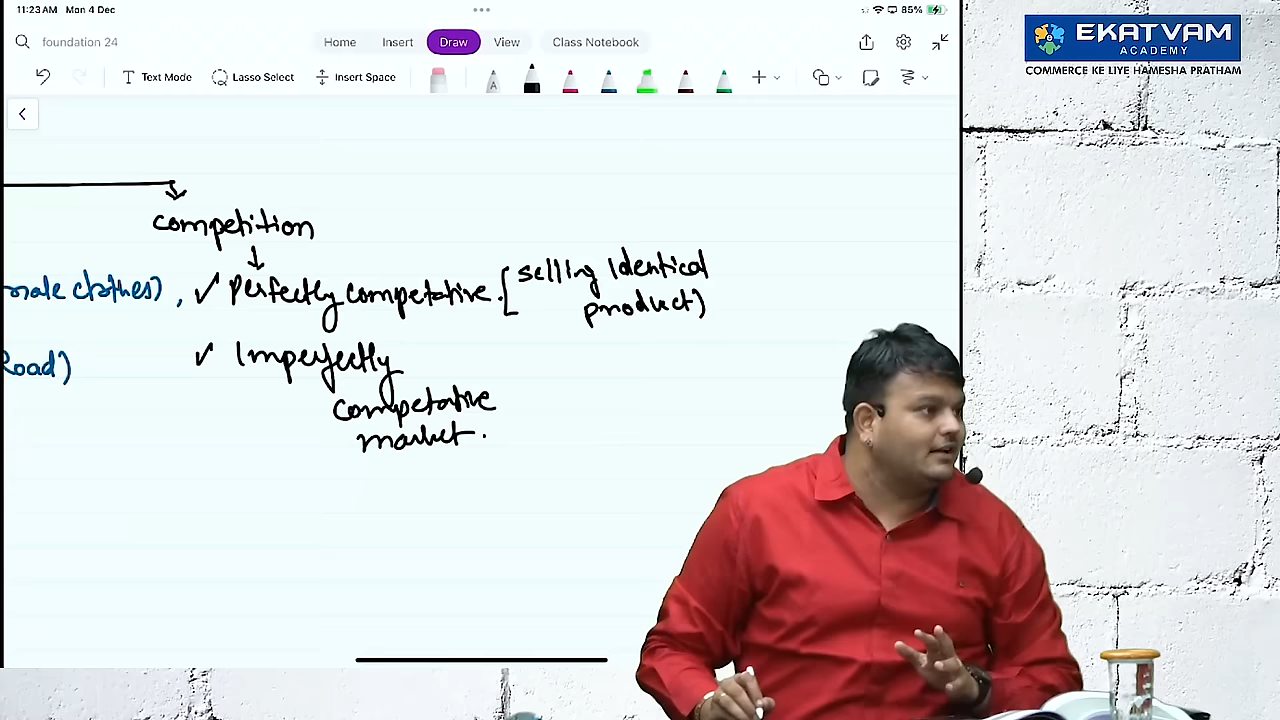 11:23 AM Mon 4 Dec
85%
foundation 24
Home Insert Draw View Class Notebook
Text Mode Lasso Select Insert Space
EKATVAM
ACADEMY
COMMERCE KE LIYE HAMESHA PRATHAM
competition
male clothes), ✓ Perfectly competative. [selling Identical
product)
Road) ✓ Imperfectly
competative
market.